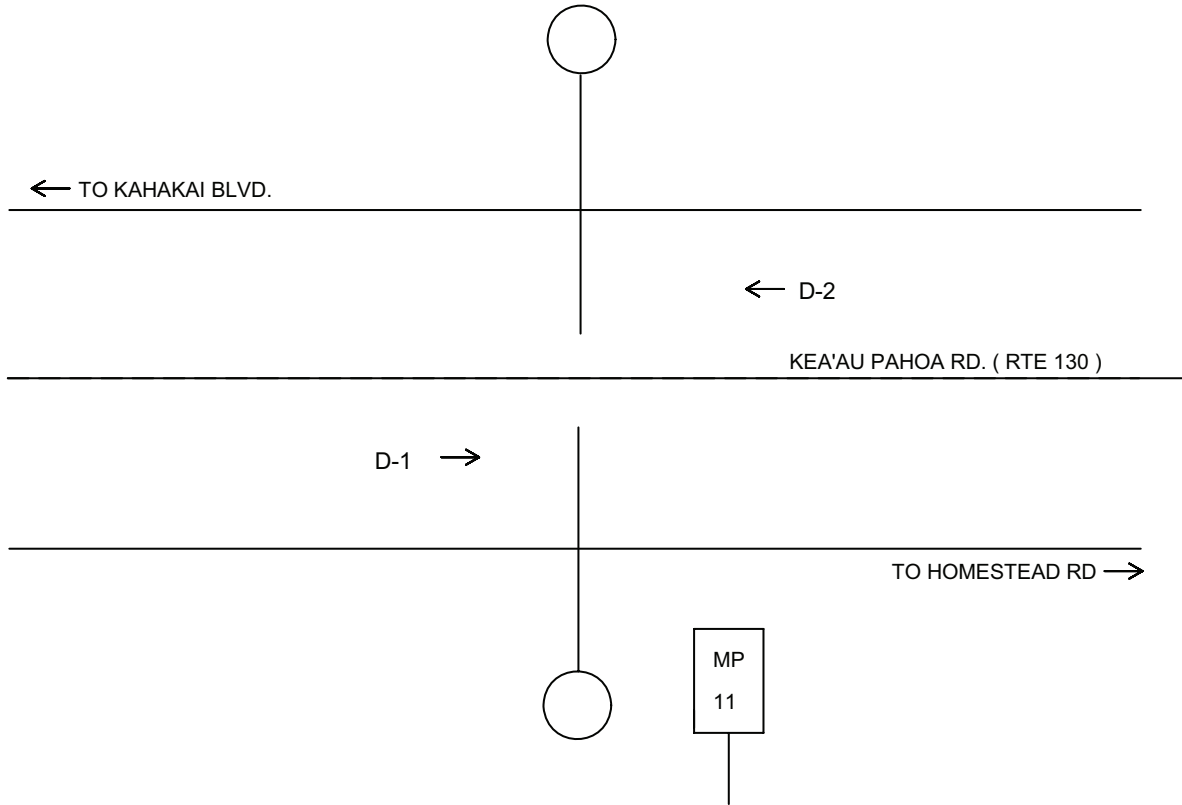 ← TO KAHAKAI BLVD.
← D-2
KEA'AU PAHOA RD. ( RTE 130 )
D-1 →
TO HOMESTEAD RD →
MP
11